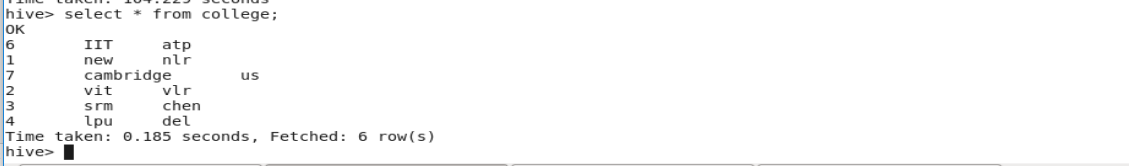 Time taken: 104.229 seconds
hive> select * from college;
OK
6 IIT atp
1 new nlr
7 cambridge us
2 vit vlr
3 srm chen
4 lpu del
Time taken: 0.185 seconds, Fetched: 6 row(s)
hive>